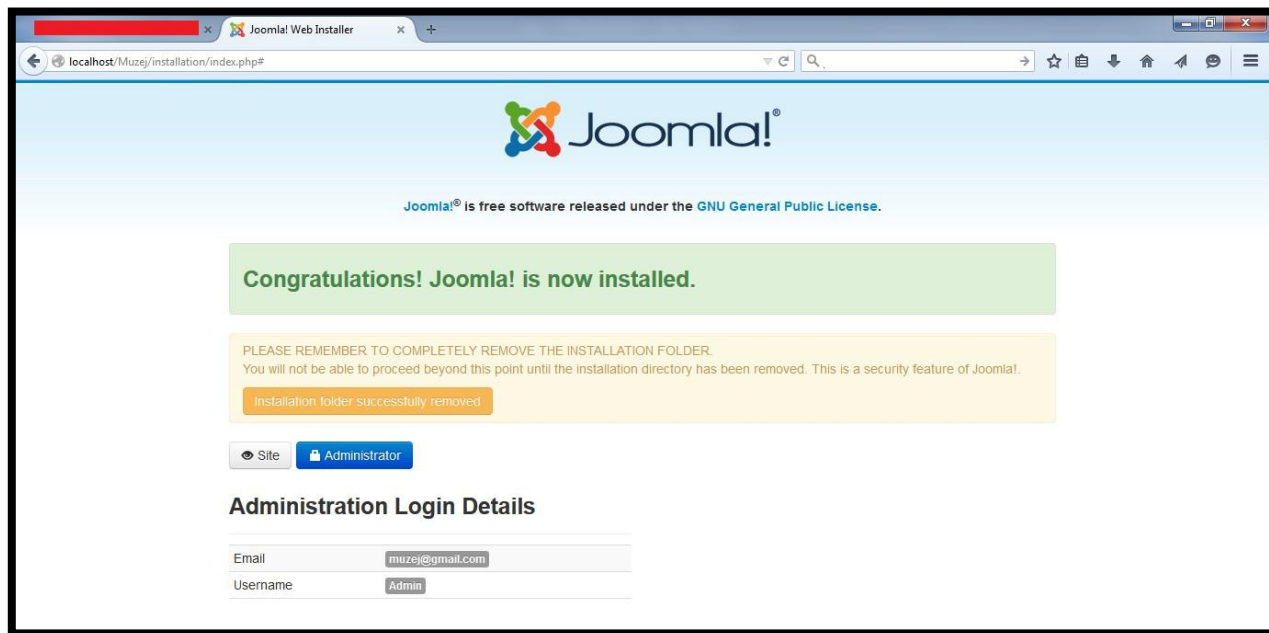 Joomla! Web Installer
localhost/Muzej/installation/index.php#
Joomla!®
Joomla!® is free software released under the GNU General Public License.
Congratulations! Joomla! is now installed.
PLEASE REMEMBER TO COMPLETELY REMOVE THE INSTALLATION FOLDER.
You will not be able to proceed beyond this point until the installation directory has been removed. This is a security feature of Joomla!.
Installation folder successfully removed
Site Administrator
Administration Login Details
Email muzej@gmail.com
Username Admin